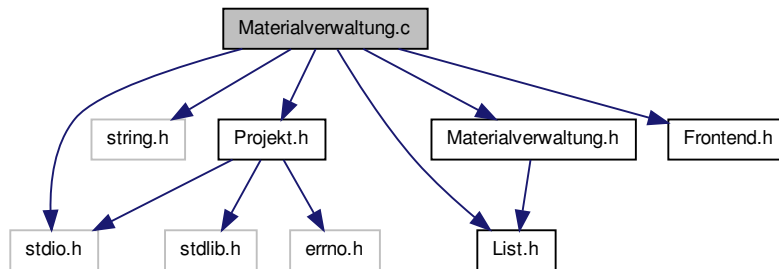 Materialverwaltung.c
string.h
Projekt.h
Materialverwaltung.h
Frontend.h
stdio.h
stdlib.h
errno.h
List.h